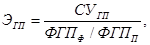 Э_ГП = СУ_ГП / (ФГП_Ф / ФГП_П),